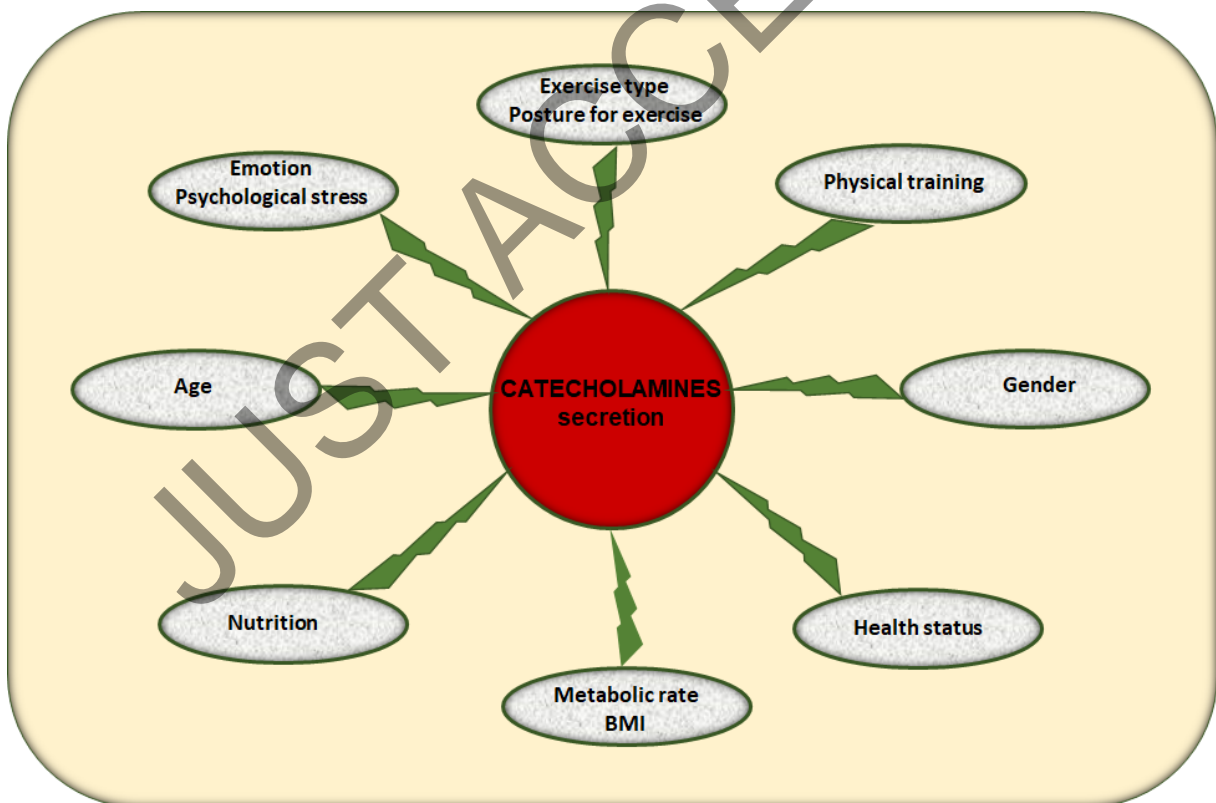 Exercise type
Posture for exercise
Emotion
Psychological stress
Physical training
Age
CATECHOLAMINES
secretion
Gender
Nutrition
Health status
Metabolic rate
BMI
JUST ACCE